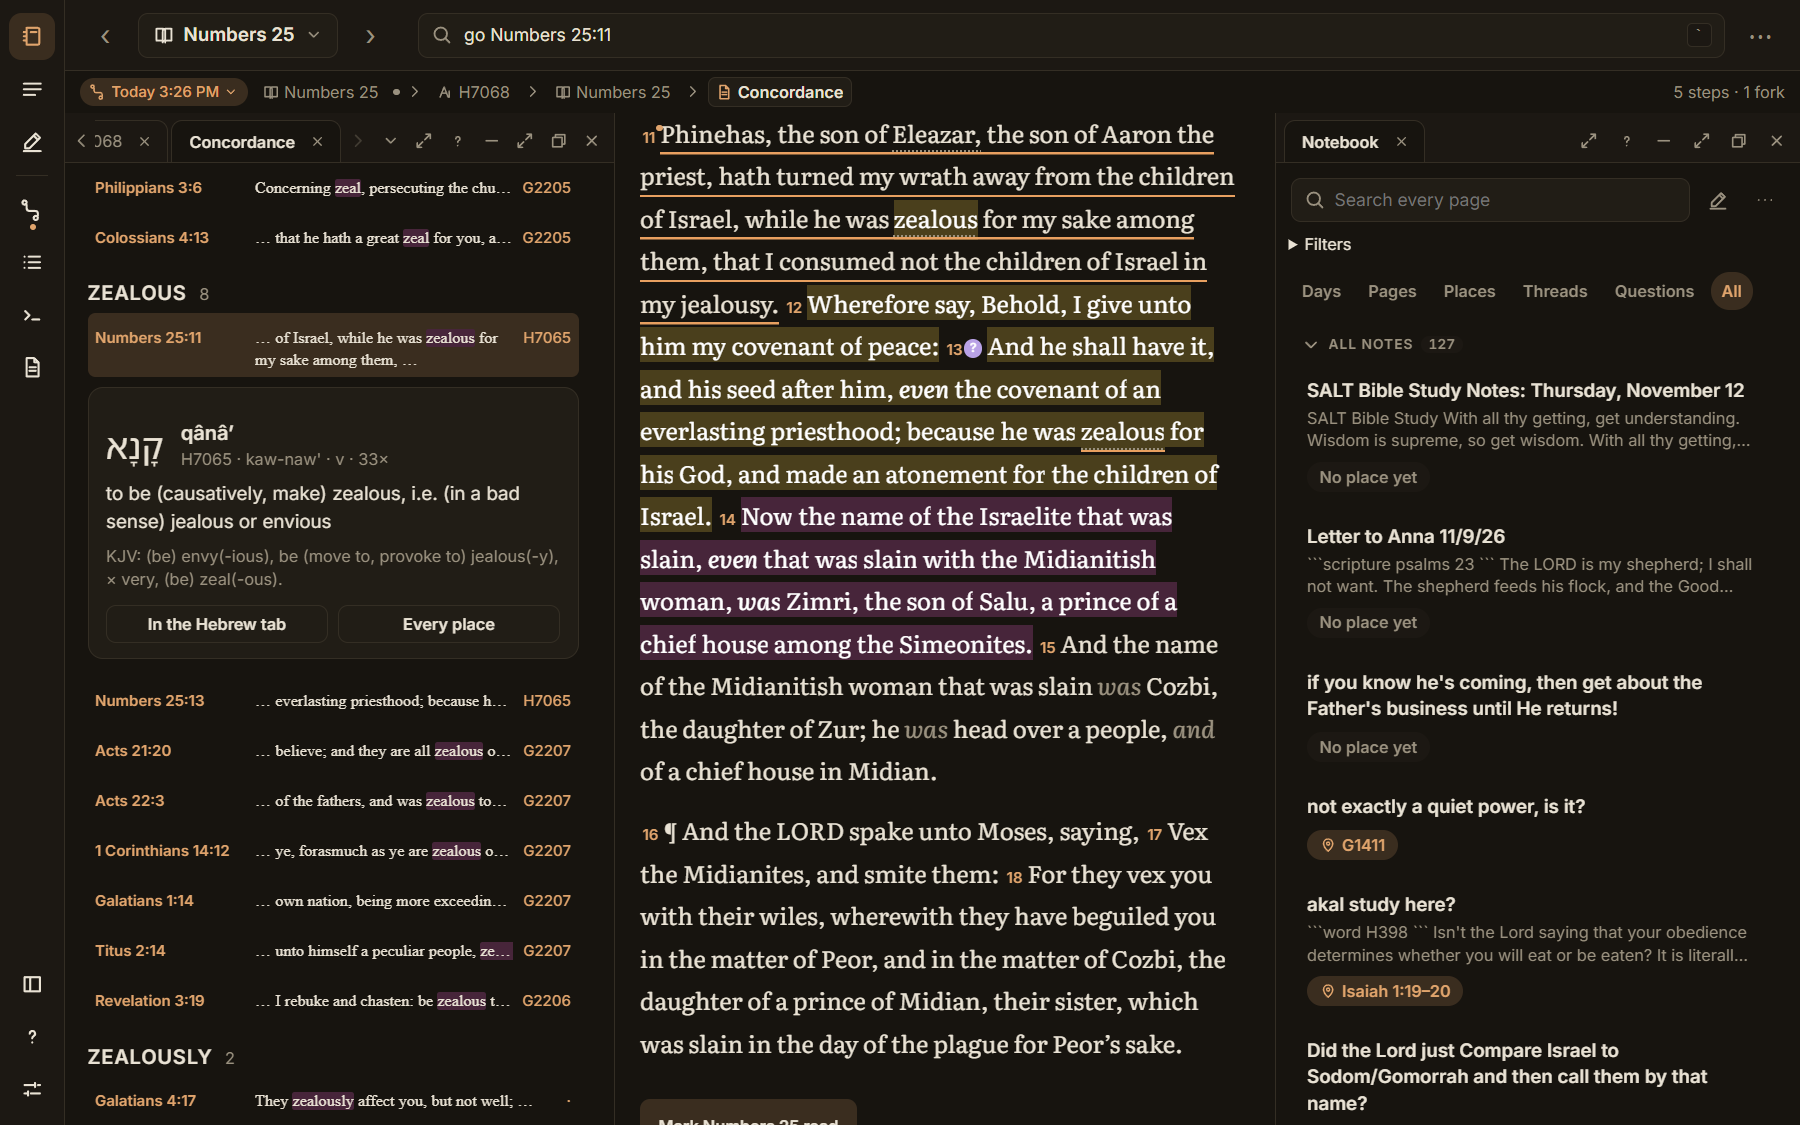 Numbers 25
go Numbers 25:11
`
Today 3:26 PM
Numbers 25
H7068
Numbers 25
Concordance
5 steps · 1 fork
068
Concordance
?
Philippians 3:6 Concerning zeal, persecuting the chu… G2205
Colossians 4:13 … that he hath a great zeal for you, a… G2205
ZEALOUS 8
Numbers 25:11 … of Israel, while he was zealous for H7065
my sake among them, …
קָנָא
qânâʼ
H7065 · kaw-naw' · v · 33×
to be (causatively, make) zealous, i.e. (in a bad
sense) jealous or envious
KJV: (be) envy(-ious), be (move to, provoke to) jealous(-y),
× very, (be) zeal(-ous).
In the Hebrew tab
Every place
Numbers 25:13 … everlasting priesthood; because h… H7065
Acts 21:20 … believe; and they are all zealous o… G2207
Acts 22:3 … of the fathers, and was zealous to… G2207
1 Corinthians 14:12 … ye, forasmuch as ye are zealous o… G2207
Galatians 1:14 … own nation, being more exceedin… G2207
Titus 2:14 … unto himself a peculiar people, ze… G2207
Revelation 3:19 … I rebuke and chasten: be zealous t… G2206
ZEALOUSLY 2
Galatians 4:17 They zealously affect you, but not well; … ·
?
11 Phinehas, the son of Eleazar, the son of Aaron the
priest, hath turned my wrath away from the children
of Israel, while he was zealous for my sake among
them, that I consumed not the children of Israel in
my jealousy. 12 Wherefore say, Behold, I give unto
him my covenant of peace: 13 ? And he shall have it,
and his seed after him, even the covenant of an
everlasting priesthood; because he was zealous for
his God, and made an atonement for the children of
Israel. 14 Now the name of the Israelite that was
slain, even that was slain with the Midianitish
woman, was Zimri, the son of Salu, a prince of a
chief house among the Simeonites. 15 And the name
of the Midianitish woman that was slain was Cozbi,
the daughter of Zur; he was head over a people, and
of a chief house in Midian.
16 ¶ And the LORD spake unto Moses, saying, 17 Vex
the Midianites, and smite them: 18 For they vex you
with their wiles, wherewith they have beguiled you
in the matter of Peor, and in the matter of Cozbi, the
daughter of a prince of Midian, their sister, which
was slain in the day of the plague for Peor’s sake.
Mark Numbers 25 read
Notebook
?
Search every page
Filters
Days Pages Places Threads Questions All
ALL NOTES 127
SALT Bible Study Notes: Thursday, November 12
SALT Bible Study With all thy getting, get understanding.
Wisdom is supreme, so get wisdom. With all thy getting,…
No place yet
Letter to Anna 11/9/26
```scripture psalms 23 ``` The LORD is my shepherd; I shall
not want. The shepherd feeds his flock, and the Good…
No place yet
if you know he's coming, then get about the
Father's business until He returns!
No place yet
not exactly a quiet power, is it?
G1411
akal study here?
```word H398 ``` Isn't the Lord saying that your obedience
determines whether you will eat or be eaten? It is literall…
Isaiah 1:19–20
Did the Lord just Compare Israel to
Sodom/Gomorrah and then call them by that
name?